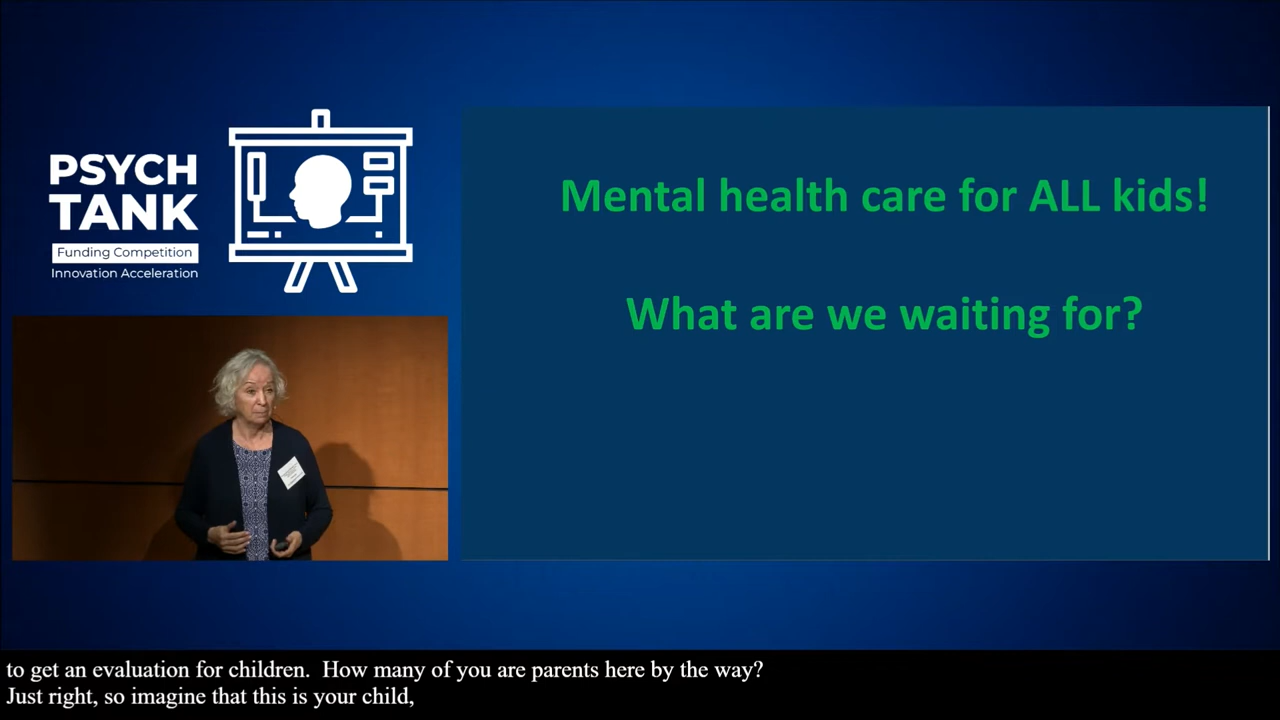 PSYCH
TANK
Funding Competition
Innovation Acceleration
Mental health care for ALL kids!
What are we waiting for?
to get an evaluation for children.  How many of you are parents here by the way?
Just right, so imagine that this is your child,